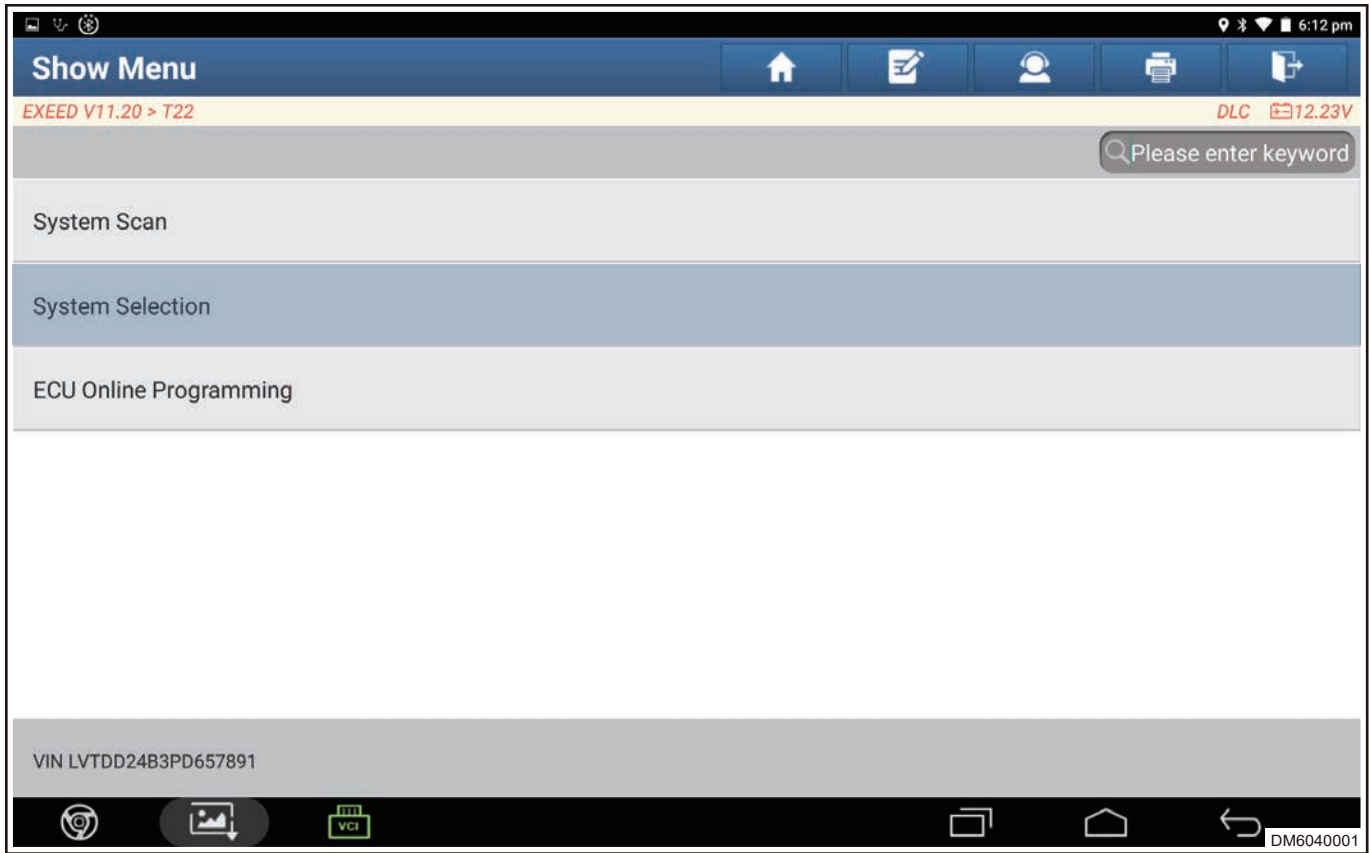 6:12 pm
Show Menu
EXEED V11.20 > T22
DLC 12.23V
Please enter keyword
System Scan
System Selection
ECU Online Programming
VIN LVTDD24B3PD657891
VCI
DM6040001